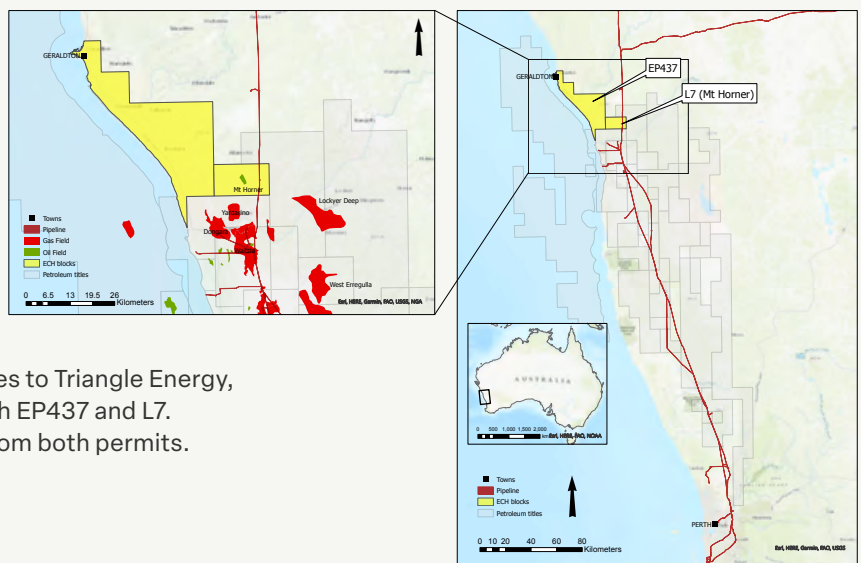 GERALDTON
Mt Horner
Lockyer Deep
Yardarino
West Erregulla
Towns
Pipeline
Gas Field
Oil Field
ECH blocks
Petroleum titles
0 6.5 13 19.5 26
Kilometers
Esri, HERE, Garmin, FAO, USGS, NGA
EP437
GERALDTON
L7 (Mt Horner)
AUSTRALIA
0 500 1,000 1,500 2,000
Esri, HERE, FAO, NOAA
Towns
Pipeline
ECH blocks
Petroleum titles
PERTH
0 10 20 40 60 80
Kilometers
Esri, HERE, Garmin, FAO, USGS
es to Triangle Energy,
h EP437 and L7.
om both permits.